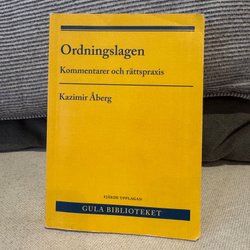 Ordningslagen
Kommentarer och rättspraxis
Kazimir Åberg
FJÄRDE UPPLAGAN
GULA BIBLIOTEKET